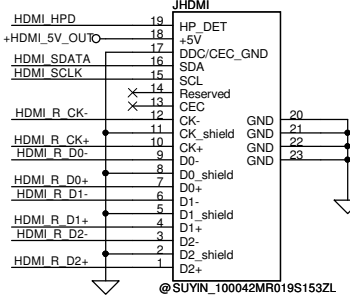 JHDMI
HDMI_HPD 19 HP_DET
+HDMI_5V_OUT 18 +5V
17 DDC/CEC_GND
HDMI_SDATA 16 SDA
HDMI_SCLK 15 SCL
14 Reserved
13 CEC
HDMI_R_CK- 12 CK- GND 20
11 CK_shield GND 21
HDMI_R_CK+ 10 CK+ GND 22
HDMI_R_D0- 9 D0- GND 23
8 D0_shield
HDMI_R_D0+ 7 D0+
HDMI_R_D1- 6 D1-
5 D1_shield
HDMI_R_D1+ 4 D1+
HDMI_R_D2- 3 D2-
2 D2_shield
HDMI_R_D2+ 1 D2+
@SUYIN_100042MR019S153ZL